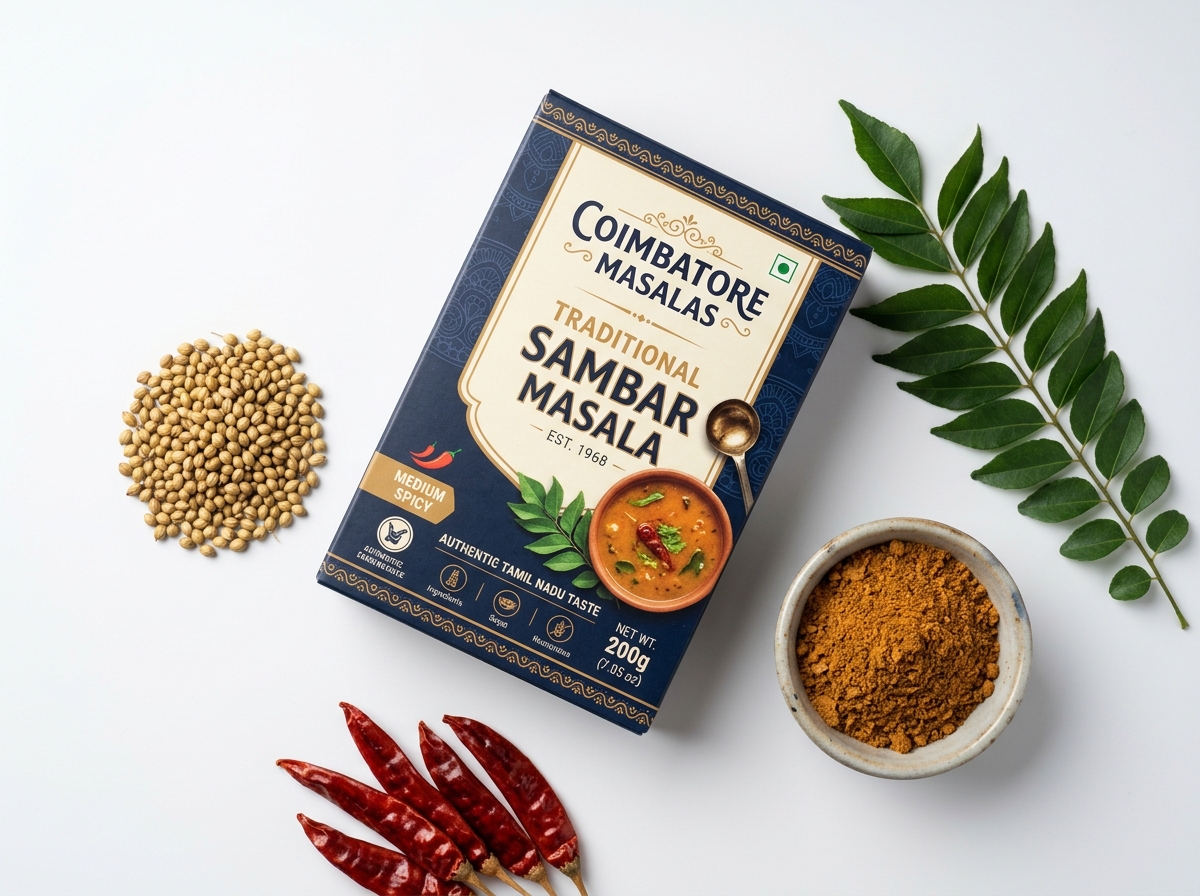 COIMBATORE
MASALAS
TRADITIONAL
SAMBAR
MASALA
EST. 1968
MEDIUM
SPICY
AUTHENTIC TAMIL NADU TASTE
Ingredients
NET WT.
200g
(7.05 oz)